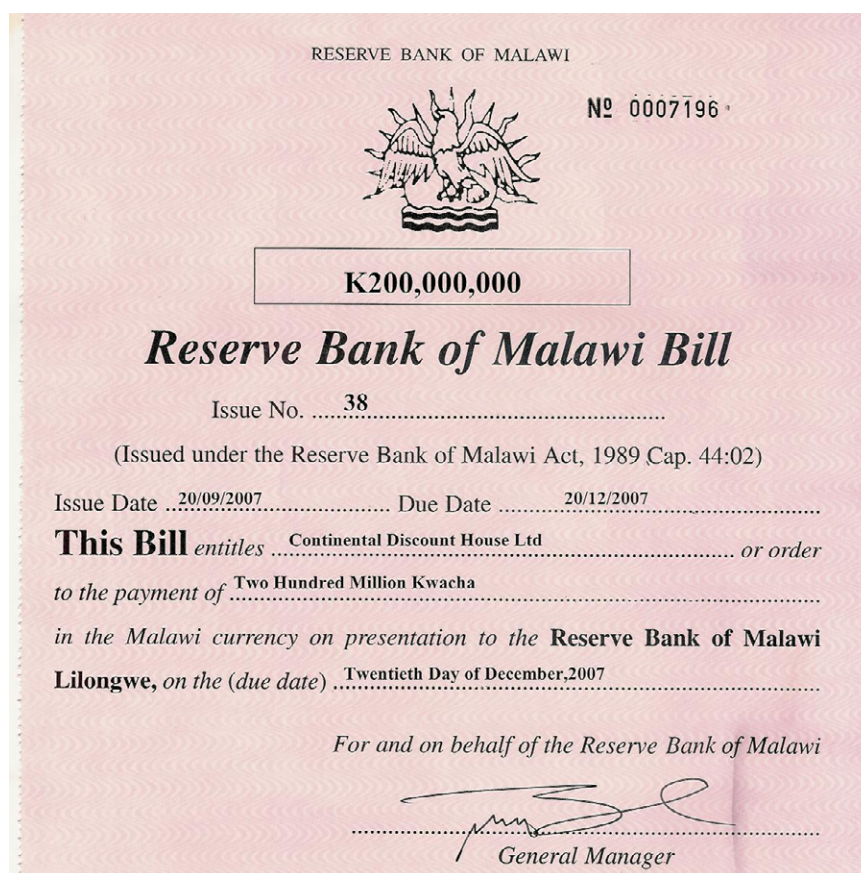 RESERVE BANK OF MALAWI
Nº 0007196
K200,000,000
Reserve Bank of Malawi Bill
Issue No. ....38..........................................................
(Issued under the Reserve Bank of Malawi Act, 1989 Cap. 44:02)
Issue Date ..20/09/2007........................ Due Date ............20/12/2007..............................
This Bill entitles ...Continental Discount House Ltd................................... or order
to the payment of Two Hundred Million Kwacha..............................................................
in the Malawi currency on presentation to the Reserve Bank of Malawi
Lilongwe, on the (due date) ..Twentieth Day of December,2007.......................................
For and on behalf of the Reserve Bank of Malawi
General Manager